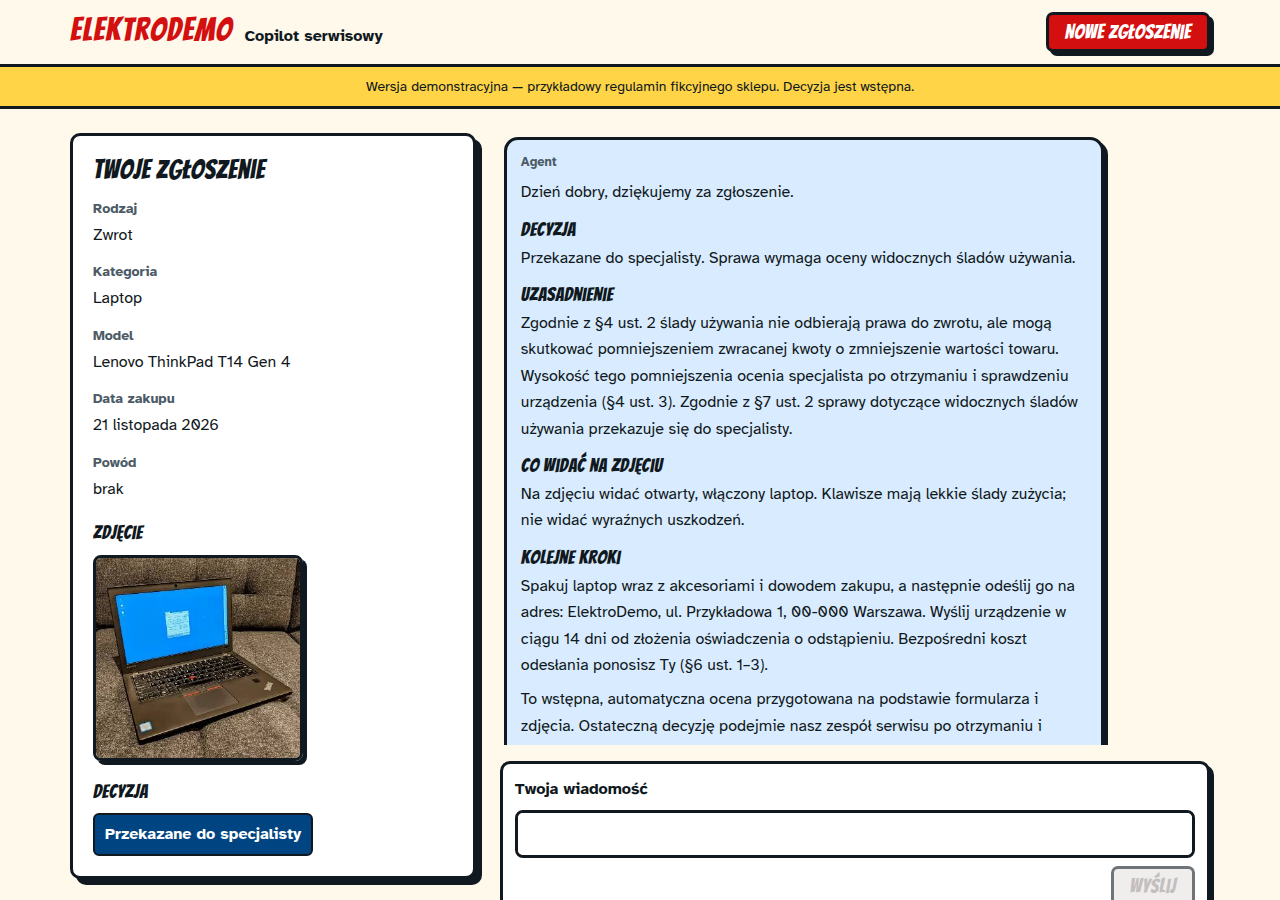 ELEKTRODEMO Copilot serwisowy
NOWE ZGŁOSZENIE
Wersja demonstracyjna — przykładowy regulamin fikcyjnego sklepu. Decyzja jest wstępna.
TWOJE ZGŁOSZENIE
Rodzaj
Zwrot
Kategoria
Laptop
Model
Lenovo ThinkPad T14 Gen 4
Data zakupu
21 listopada 2026
Powód
brak
ZDJĘCIE
DECYZJA
Przekazane do specjalisty
Agent
Dzień dobry, dziękujemy za zgłoszenie.
DECYZJA
Przekazane do specjalisty. Sprawa wymaga oceny widocznych śladów używania.
UZASADNIENIE
Zgodnie z §4 ust. 2 ślady używania nie odbierają prawa do zwrotu, ale mogą
skutkować pomniejszeniem zwracanej kwoty o zmniejszenie wartości towaru.
Wysokość tego pomniejszenia ocenia specjalista po otrzymaniu i sprawdzeniu
urządzenia (§4 ust. 3). Zgodnie z §7 ust. 2 sprawy dotyczące widocznych śladów
używania przekazuje się do specjalisty.
CO WIDAĆ NA ZDJĘCIU
Na zdjęciu widać otwarty, włączony laptop. Klawisze mają lekkie ślady zużycia;
nie widać wyraźnych uszkodzeń.
KOLEJNE KROKI
Spakuj laptop wraz z akcesoriami i dowodem zakupu, a następnie odeślij go na
adres: ElektroDemo, ul. Przykładowa 1, 00-000 Warszawa. Wyślij urządzenie w
ciągu 14 dni od złożenia oświadczenia o odstąpieniu. Bezpośredni koszt
odesłania ponosisz Ty (§6 ust. 1–3).
To wstępna, automatyczna ocena przygotowana na podstawie formularza i
zdjęcia. Ostateczną decyzję podejmie nasz zespół serwisu po otrzymaniu i
Twoja wiadomość
WYŚLIJ